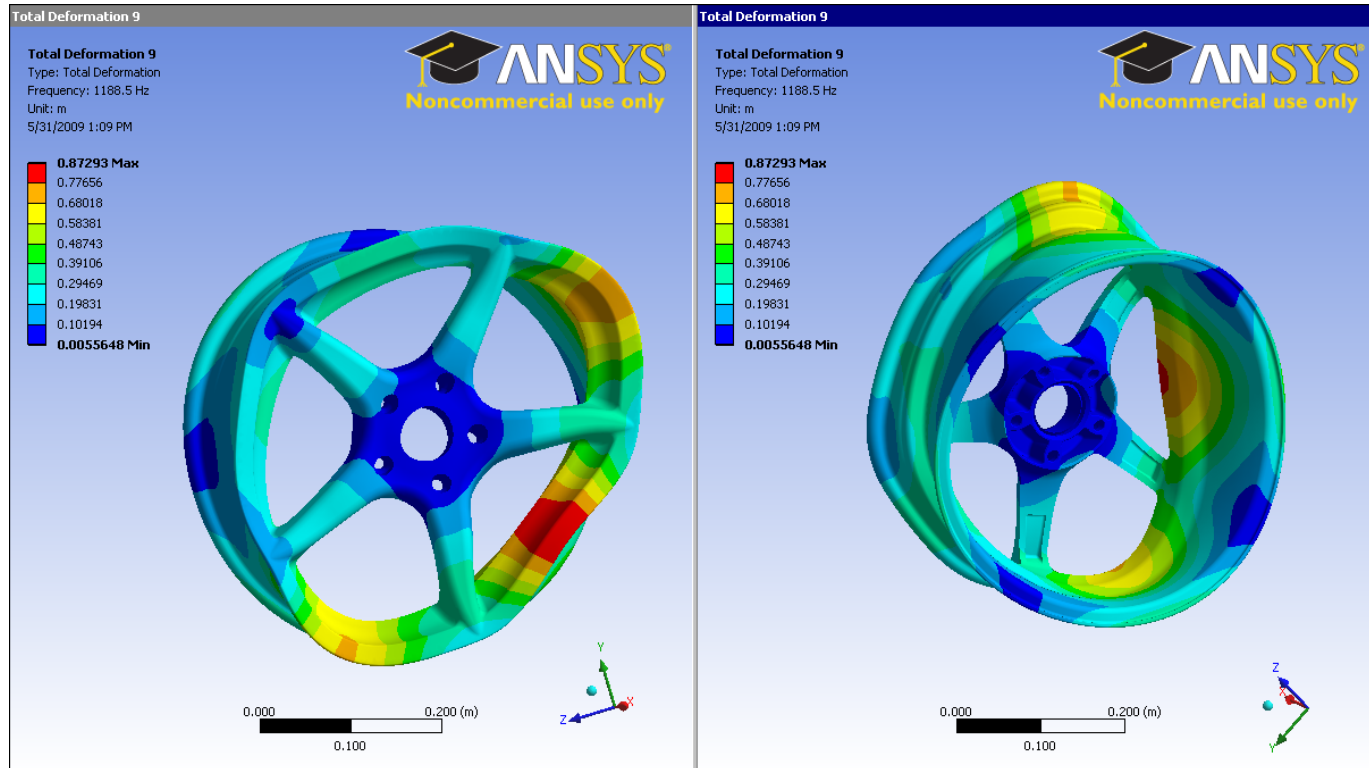 Total Deformation 9
Total Deformation 9
Type: Total Deformation
Frequency: 1188.5 Hz
Unit: m
5/31/2009 1:09 PM
ANSYS
Noncommercial use only
0.87293 Max
0.77656
0.68018
0.58381
0.48743
0.39106
0.29469
0.19831
0.10194
0.0055648 Min
Y
X
Z
0.000
0.200 (m)
0.100
Total Deformation 9
Total Deformation 9
Type: Total Deformation
Frequency: 1188.5 Hz
Unit: m
5/31/2009 1:09 PM
ANSYS
Noncommercial use only
0.87293 Max
0.77656
0.68018
0.58381
0.48743
0.39106
0.29469
0.19831
0.10194
0.0055648 Min
Z
X
Y
0.000
0.200 (m)
0.100